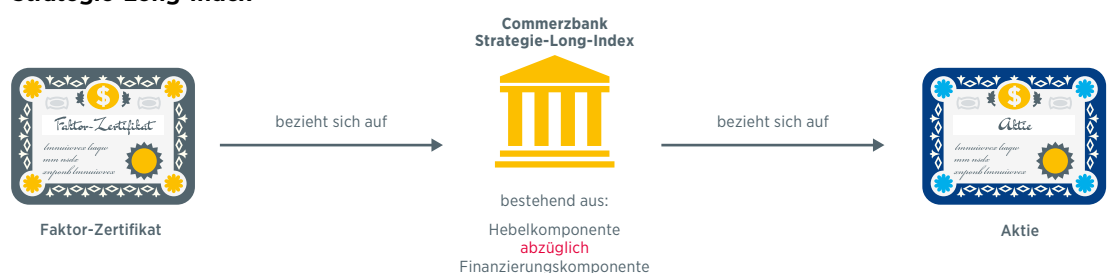 Strategie-Long-Index
Commerzbank
Strategie-Long-Index
$
Faktor-Zertifikat
bezieht sich auf
bezieht sich auf
$
Aktie
bestehend aus:
Faktor-Zertifikat
Hebelkomponente
abzüglich
Finanzierungskomponente
Aktie